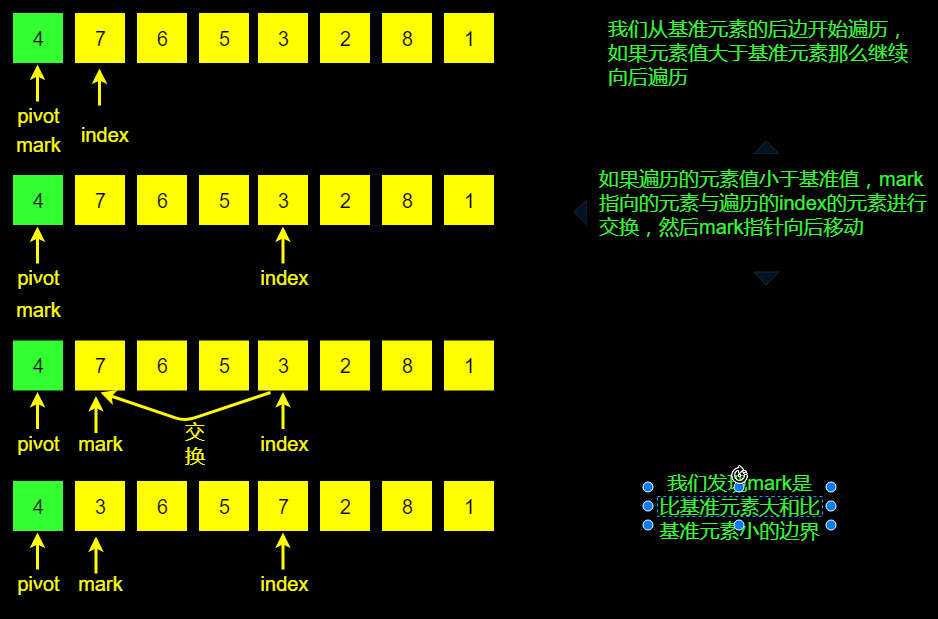 4 7 6 5 3 2 8 1
pivot
mark
index
我们从基准元素的后边开始遍历，
如果元素值大于基准元素那么继续
向后遍历
4 7 6 5 3 2 8 1
pivot
mark
index
如果遍历的元素值小于基准值，mark
指向的元素与遍历的index的元素进行
交换，然后mark指针向后移动
4 7 6 5 3 2 8 1
pivot mark
交
换
index
4 3 6 5 7 2 8 1
pivot mark index
我们发现mark是
比基准元素大和比
基准元素小的边界